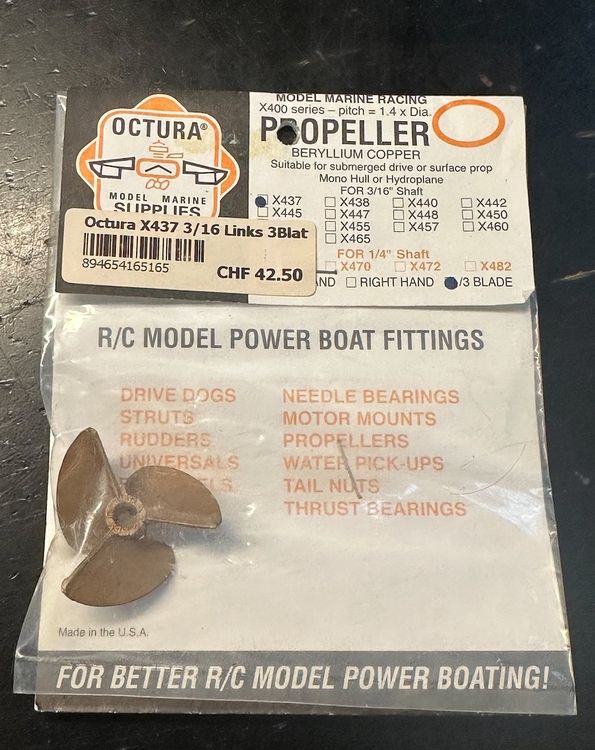 MODEL MARINE RACING
X400 series – pitch = 1.4 x Dia.
PROPELLER
BERYLLIUM COPPER
Suitable for submerged drive or surface prop
Mono Hull or Hydroplane
FOR 3/16" Shaft
X437 X438 X440 X442
X445 X447 X448 X450
X455 X457 X460
X465
FOR 1/4" Shaft
X470 X472 X482
RIGHT HAND /3 BLADE
OCTURA®
MODEL MARINE
SUPPLIES
Octura X437 3/16 Links 3Blat
894654165165
CHF 42.50
R/C MODEL POWER BOAT FITTINGS
DRIVE DOGS NEEDLE BEARINGS
STRUTS MOTOR MOUNTS
RUDDERS PROPELLERS
UNIVERSALS WATER PICK-UPS
TAIL NUTS
THRUST BEARINGS
Made in the U.S.A.
FOR BETTER R/C MODEL POWER BOATING!